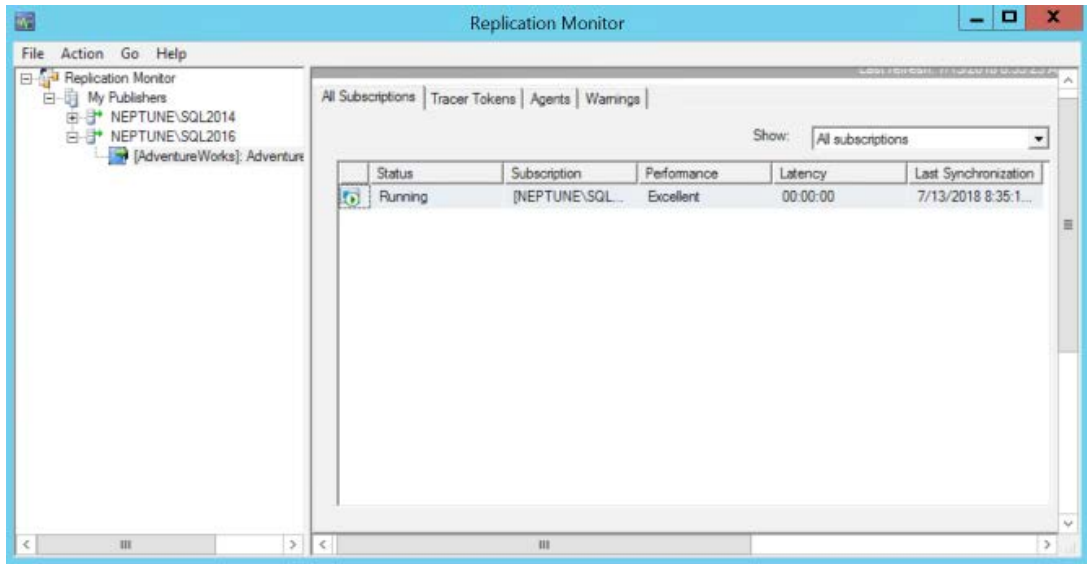 Replication Monitor
File Action Go Help
Replication Monitor
My Publishers
NEPTUNE\SQL2014
NEPTUNE\SQL2016
[AdventureWorks]: Adventure
All Subscriptions Tracer Tokens Agents Warnings
Show: All subscriptions
Status Subscription Performance Latency Last Synchronization
Running [NEPTUNE\SQL... Excellent 00:00:00 7/13/2018 8:35:1...